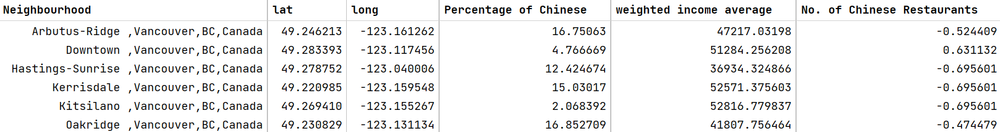 Neighbourhood lat long Percentage of Chinese weighted income average No. of Chinese Restaurants
Arbutus-Ridge ,Vancouver,BC,Canada 49.246213 -123.161262 16.75063 47217.03198 -0.524409
Downtown ,Vancouver,BC,Canada 49.283393 -123.117456 4.766669 51284.256208 0.631132
Hastings-Sunrise ,Vancouver,BC,Canada 49.278752 -123.040006 12.424674 36934.324866 -0.695601
Kerrisdale ,Vancouver,BC,Canada 49.220985 -123.159548 15.03017 52571.375603 -0.695601
Kitsilano ,Vancouver,BC,Canada 49.269410 -123.155267 2.068392 52816.779837 -0.695601
Oakridge ,Vancouver,BC,Canada 49.230829 -123.131134 16.852709 41807.756464 -0.474479